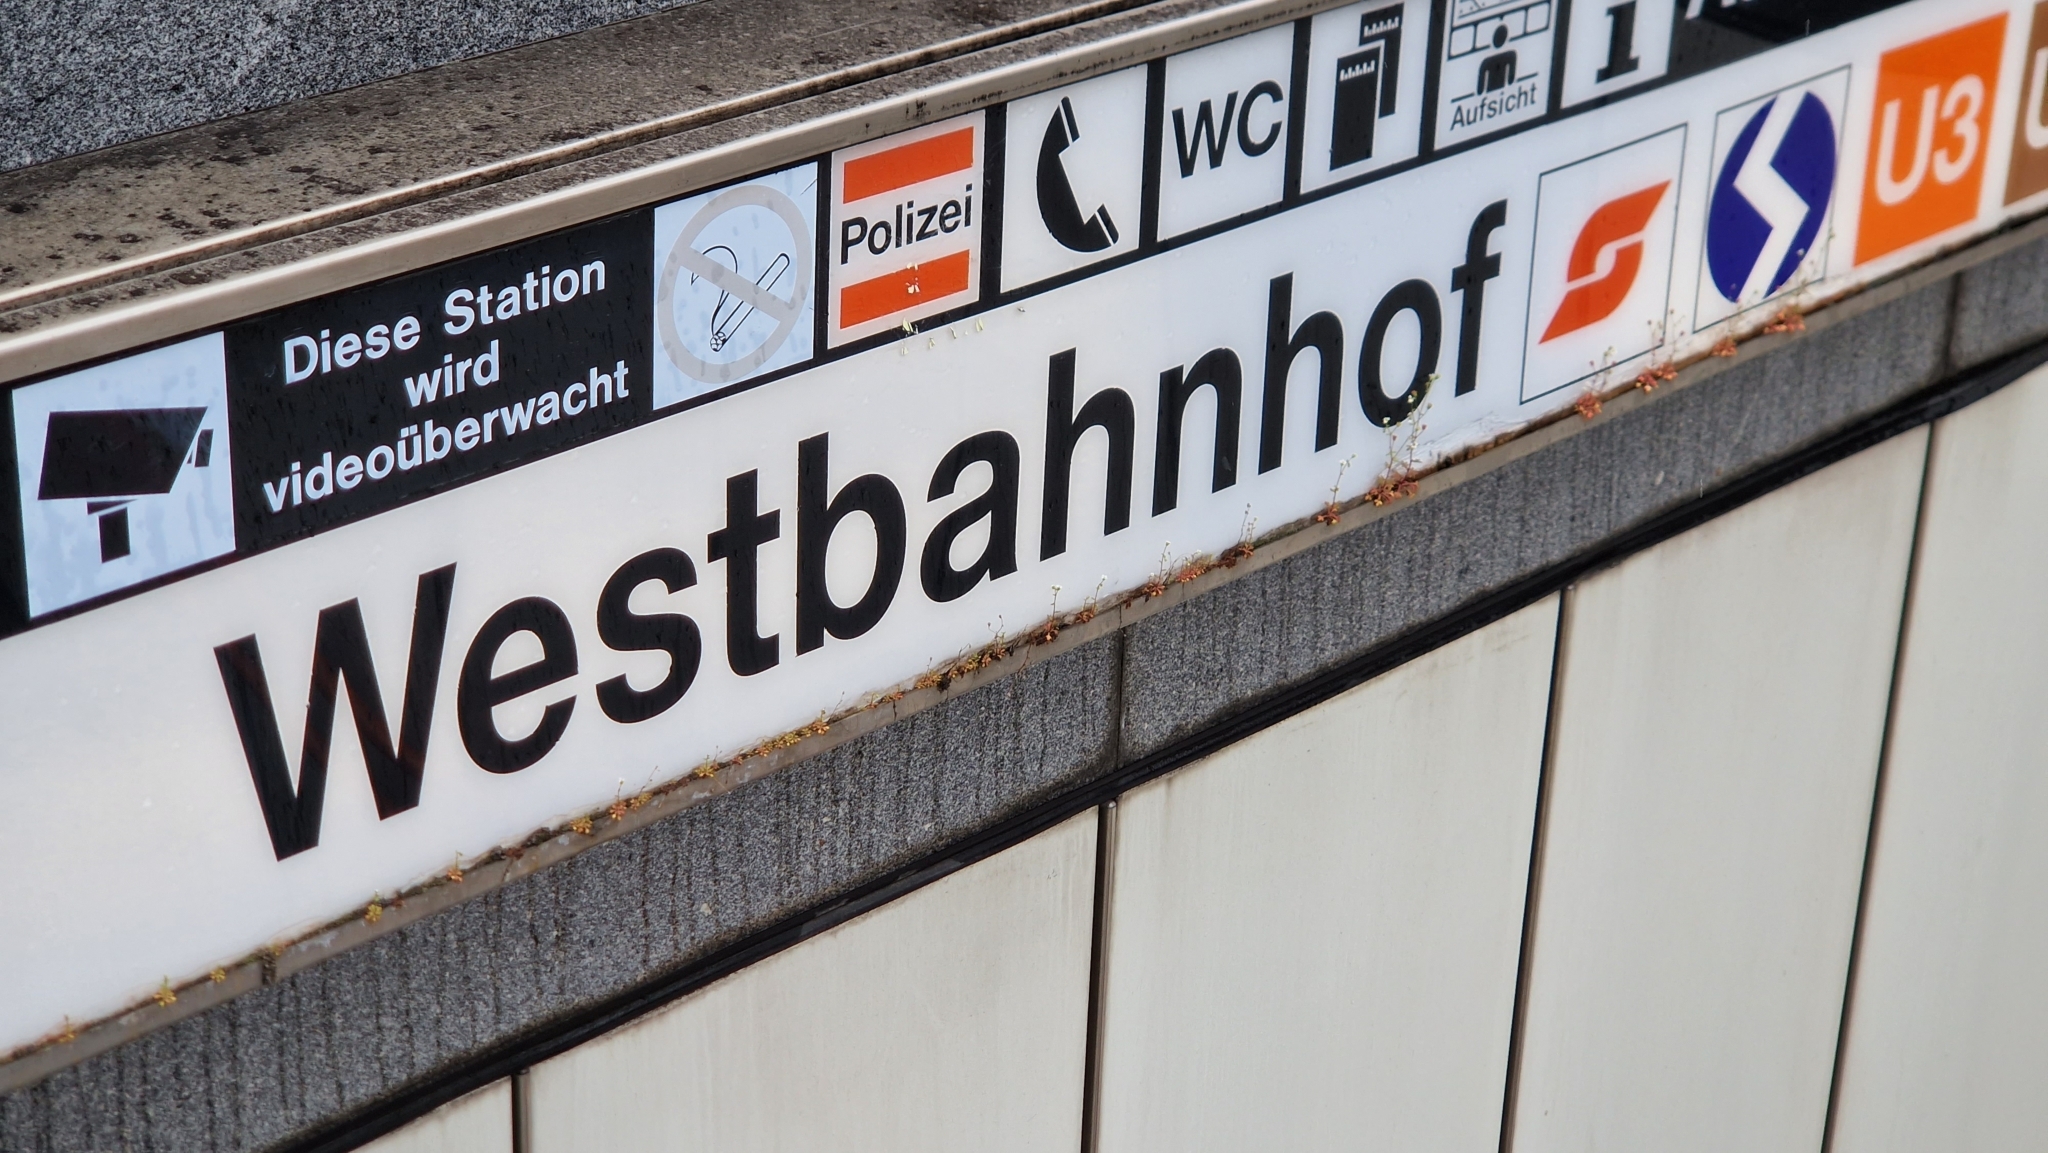 Diese Station
wird
videoüberwacht
Polizei
WC
Aufsicht
i
Westbahnhof
U3
U